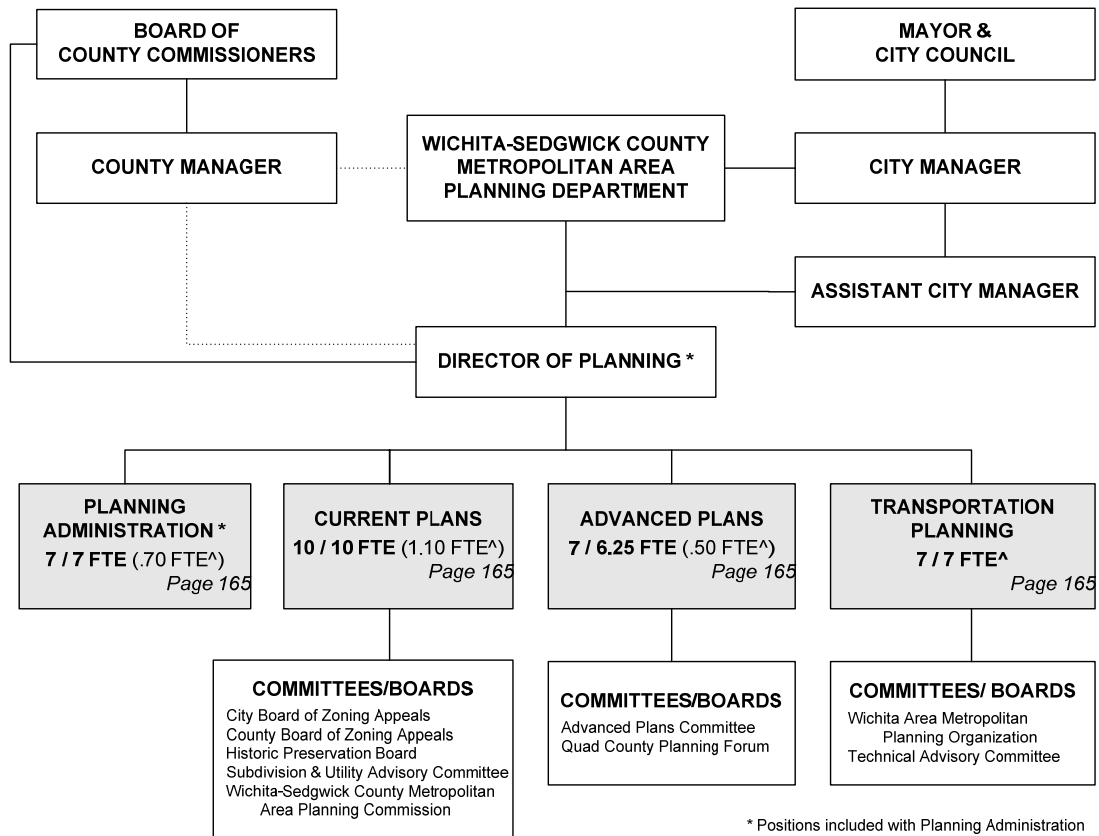 BOARD OF
COUNTY COMMISSIONERS
MAYOR &
CITY COUNCIL
COUNTY MANAGER
WICHITA-SEDGWICK COUNTY
METROPOLITAN AREA
PLANNING DEPARTMENT
CITY MANAGER
ASSISTANT CITY MANAGER
DIRECTOR OF PLANNING *
PLANNING
ADMINISTRATION *
7 / 7 FTE (.70 FTE^)
Page 165
CURRENT PLANS
10 / 10 FTE (1.10 FTE^)
Page 165
ADVANCED PLANS
7 / 6.25 FTE (.50 FTE^)
Page 165
TRANSPORTATION
PLANNING
7 / 7 FTE^
Page 165
COMMITTEES/BOARDS
City Board of Zoning Appeals
County Board of Zoning Appeals
Historic Preservation Board
Subdivision & Utility Advisory Committee
Wichita-Sedgwick County Metropolitan
Area Planning Commission
COMMITTEES/BOARDS
Advanced Plans Committee
Quad County Planning Forum
COMMITTEES/ BOARDS
Wichita Area Metropolitan
Planning Organization
Technical Advisory Committee
* Positions included with Planning Administration